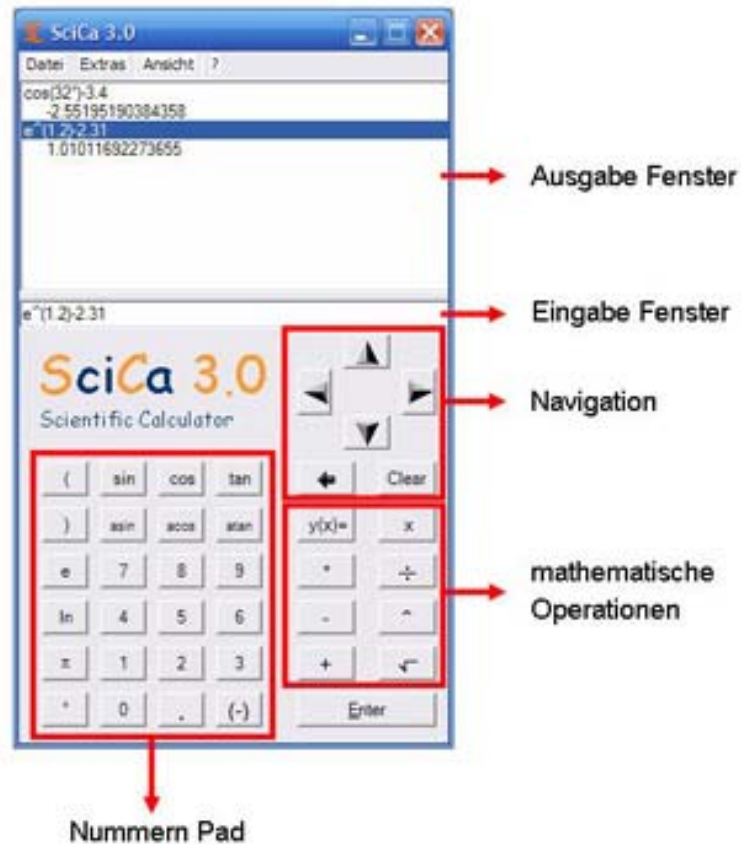 SciCa 3.0
Datei Extras Ansicht ?
cos(32°)-3.4
-2.55195190384358
e^(1.2)-2.31
1.01011692273655
Ausgabe Fenster
e^(1.2)-2.31
Eingabe Fenster
SciCa 3.0
Scientific Calculator
Navigation
Clear
( sin cos tan
) asin acos atan
e 7 8 9
ln 4 5 6
π 1 2 3
° 0 . (-)
y(x)= x
* ÷
- ^
+ √
mathematische
Operationen
Enter
Nummern Pad